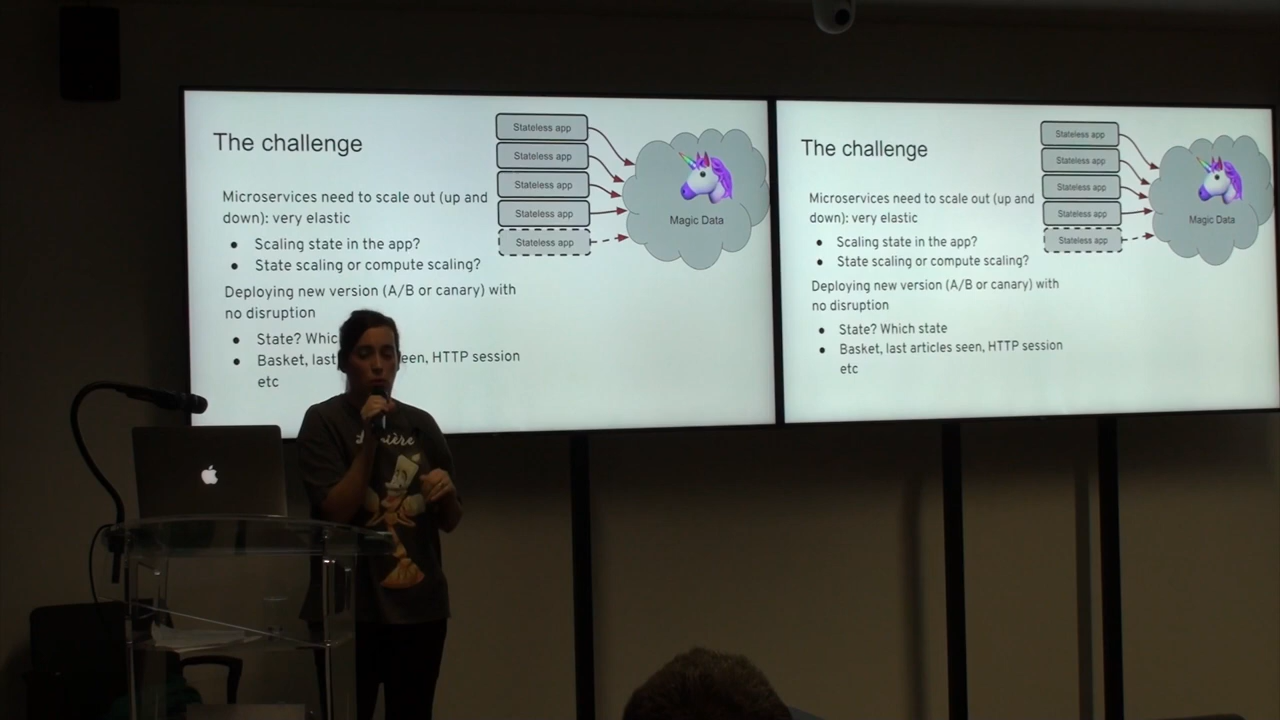 The challenge
Microservices need to scale out (up and
down): very elastic
● Scaling state in the app?
● State scaling or compute scaling?
Deploying new version (A/B or canary) with
no disruption
● State? Whic
● Basket, last een, HTTP session
etc
Stateless app
Stateless app
Stateless app
Stateless app
Stateless app
Magic Data
The challenge
Microservices need to scale out (up and
down): very elastic
● Scaling state in the app?
● State scaling or compute scaling?
Deploying new version (A/B or canary) with
no disruption
● State? Which state
● Basket, last articles seen, HTTP session
etc
Stateless app
Stateless app
Stateless app
Stateless app
Stateless app
Magic Data